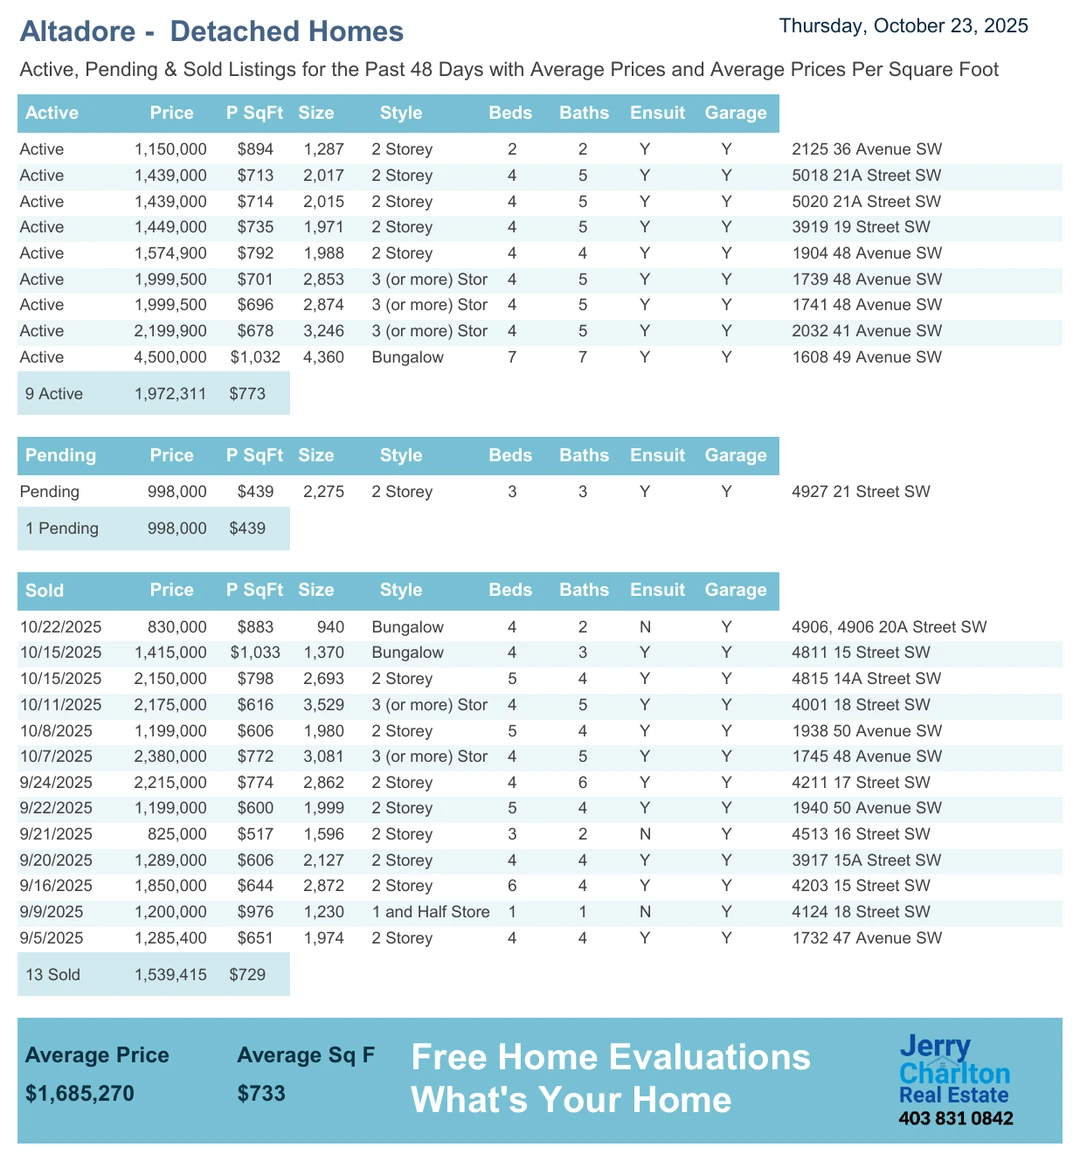 Altadore -  Detached Homes
Thursday, October 23, 2025
Active, Pending & Sold Listings for the Past 48 Days with Average Prices and Average Prices Per Square Foot
Active Price P SqFt Size Style Beds Baths Ensuit Garage
Active 1,150,000 $894 1,287 2 Storey 2 2 Y Y 2125 36 Avenue SW
Active 1,439,000 $713 2,017 2 Storey 4 5 Y Y 5018 21A Street SW
Active 1,439,000 $714 2,015 2 Storey 4 5 Y Y 5020 21A Street SW
Active 1,449,000 $735 1,971 2 Storey 4 5 Y Y 3919 19 Street SW
Active 1,574,900 $792 1,988 2 Storey 4 4 Y Y 1904 48 Avenue SW
Active 1,999,500 $701 2,853 3 (or more) Stor 4 5 Y Y 1739 48 Avenue SW
Active 1,999,500 $696 2,874 3 (or more) Stor 4 5 Y Y 1741 48 Avenue SW
Active 2,199,900 $678 3,246 3 (or more) Stor 4 5 Y Y 2032 41 Avenue SW
Active 4,500,000 $1,032 4,360 Bungalow 7 7 Y Y 1608 49 Avenue SW
9 Active 1,972,311 $773
Pending Price P SqFt Size Style Beds Baths Ensuit Garage
Pending 998,000 $439 2,275 2 Storey 3 3 Y Y 4927 21 Street SW
1 Pending 998,000 $439
Sold Price P SqFt Size Style Beds Baths Ensuit Garage
10/22/2025 830,000 $883 940 Bungalow 4 2 N Y 4906, 4906 20A Street SW
10/15/2025 1,415,000 $1,033 1,370 Bungalow 4 3 Y Y 4811 15 Street SW
10/15/2025 2,150,000 $798 2,693 2 Storey 5 4 Y Y 4815 14A Street SW
10/11/2025 2,175,000 $616 3,529 3 (or more) Stor 4 5 Y Y 4001 18 Street SW
10/8/2025 1,199,000 $606 1,980 2 Storey 5 4 Y Y 1938 50 Avenue SW
10/7/2025 2,380,000 $772 3,081 3 (or more) Stor 4 5 Y Y 1745 48 Avenue SW
9/24/2025 2,215,000 $774 2,862 2 Storey 4 6 Y Y 4211 17 Street SW
9/22/2025 1,199,000 $600 1,999 2 Storey 5 4 Y Y 1940 50 Avenue SW
9/21/2025 825,000 $517 1,596 2 Storey 3 2 N Y 4513 16 Street SW
9/20/2025 1,289,000 $606 2,127 2 Storey 4 4 Y Y 3917 15A Street SW
9/16/2025 1,850,000 $644 2,872 2 Storey 6 4 Y Y 4203 15 Street SW
9/9/2025 1,200,000 $976 1,230 1 and Half Store 1 1 N Y 4124 18 Street SW
9/5/2025 1,285,400 $651 1,974 2 Storey 4 4 Y Y 1732 47 Avenue SW
13 Sold 1,539,415 $729
Average Price Average Sq F
$1,685,270 $733
Free Home Evaluations
What's Your Home
Jerry
Charlton
Real Estate
403 831 0842